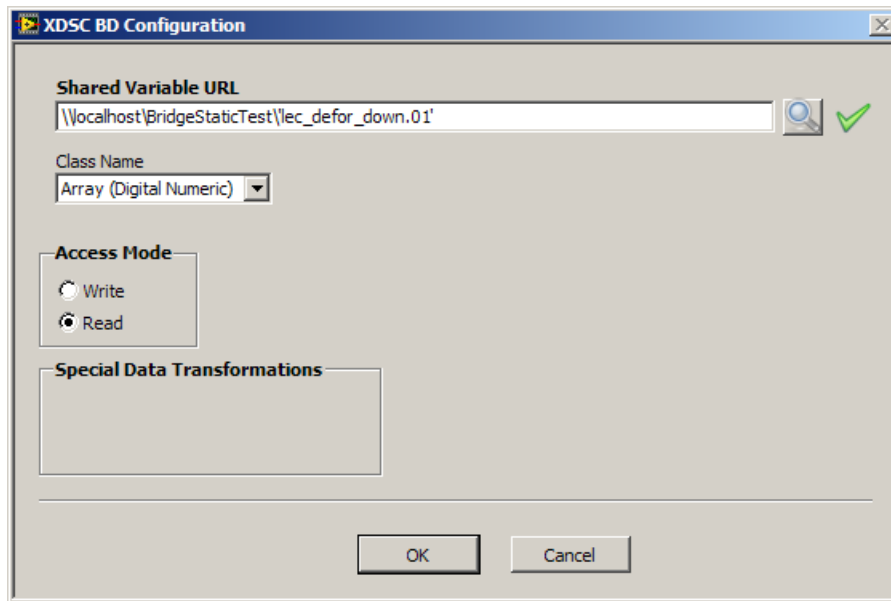 XDSC BD Configuration
Shared Variable URL
\\localhost\BridgeStaticTest\'lec_defor_down.01'
Class Name
Array (Digital Numeric)
Access Mode
Write
Read
Special Data Transformations
OK Cancel